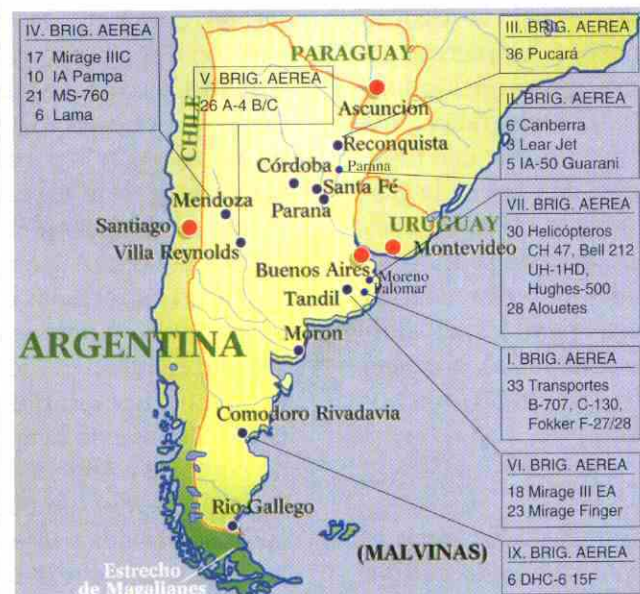 IV. BRIG. AEREA
17 Mirage IIIC
10 IA Pampa
21 MS-760
6 Lama
V. BRIG. AEREA
26 A-4 B/C
III. BRIG. AEREA
36 Pucará
II. BRIG. AEREA
6 Canberra
3 Lear Jet
5 IA-50 Guarani
VII. BRIG. AEREA
30 Helicópteros
CH 47, Bell 212
UH-1HD,
Hughes-500
28 Alouetes
I. BRIG. AEREA
33 Transportes
B-707, C-130,
Fokker F-27/28
VI. BRIG. AEREA
18 Mirage III EA
23 Mirage Finger
IX. BRIG. AEREA
6 DHC-6 15F
PARAGUAY
Ascuncion
CHILE
Reconquista
Parana
Córdoba
Santa Fé
Parana
Mendoza
Santiago
Villa Reynolds
URUGUAY
Montevideo
Buenos Aires
Moreno
Palomar
Tandil
ARGENTINA
Moron
Comodoro Rivadavia
Rio Gallego
(MALVINAS)
Estrecho
de Magallanes